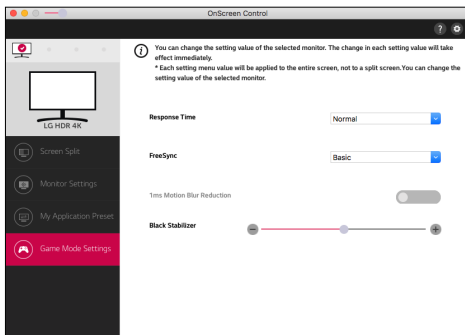 OnScreen Control
?
You can change the setting value of the selected monitor. The change in each setting value will take
effect immediately.
* Each setting menu value will be applied to the entire screen, not to a split screen.You can change the
setting value of the selected monitor.
LG HDR 4K
Screen Split
Monitor Settings
My Application Preset
Game Mode Settings
Response Time Normal
FreeSync Basic
1ms Motion Blur Reduction
Black Stabilizer